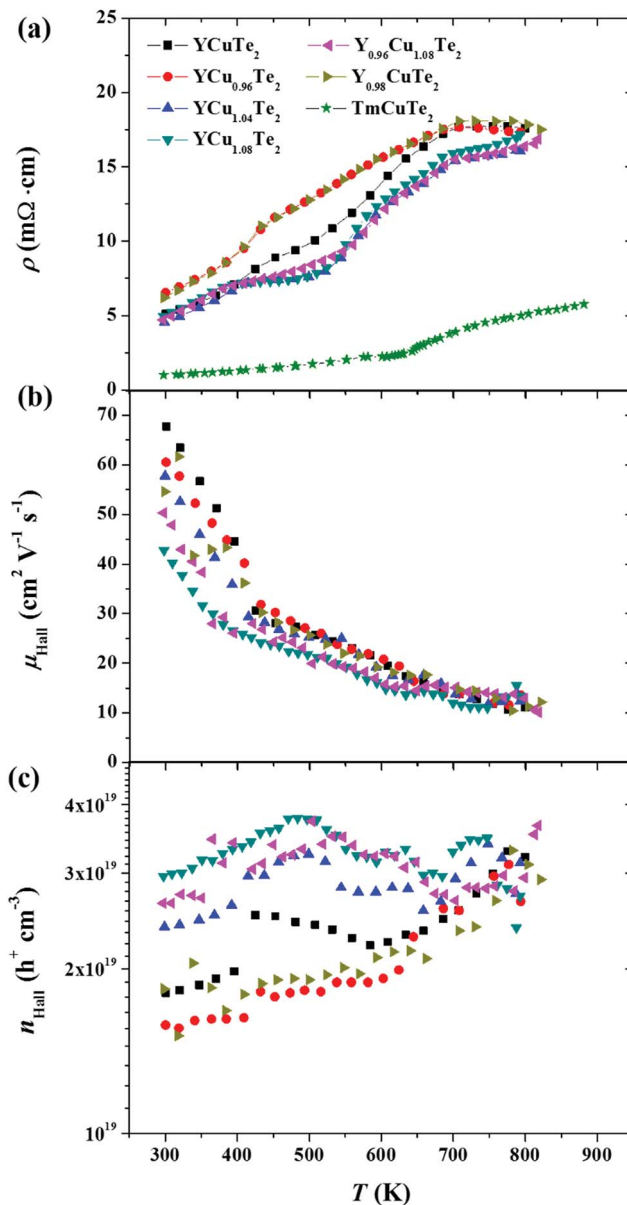 (a)
25
20
15
10
5
0
ρ (mΩ·cm)
YCuTe₂
YCu₀.₉₆Te₂
YCu₁.₀₄Te₂
YCu₁.₀₈Te₂
Y₀.₉₆Cu₁.₀₈Te₂
Y₀.₉₈CuTe₂
TmCuTe₂
(b)
70
60
50
40
30
20
10
0
μHall (cm² V⁻¹ s⁻¹)
(c)
4x10¹⁹
3x10¹⁹
2x10¹⁹
10¹⁹
nHall (h⁺ cm⁻³)
300 400 500 600 700 800 900
T (K)